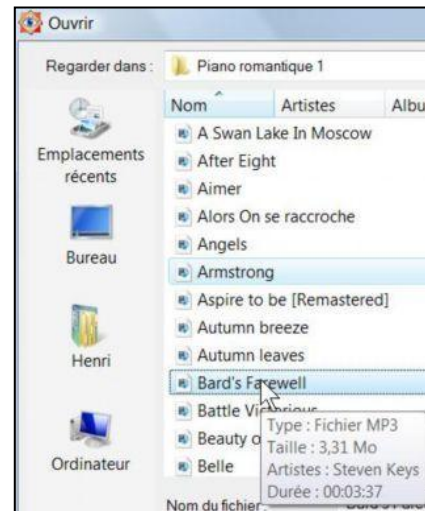 Ouvrir
Regarder dans : Piano romantique 1
Nom Artistes Albu
Emplacements récents
Bureau
Henri
Ordinateur
A Swan Lake In Moscow
After Eight
Aimer
Alors On se raccroche
Angels
Armstrong
Aspire to be [Remastered]
Autumn breeze
Autumn leaves
Bard's Farewell
Battle
Beauty
Belle
Type : Fichier MP3
Taille : 3,31 Mo
Artistes : Steven Keys
Durée : 00:03:37
Nom du fichier :